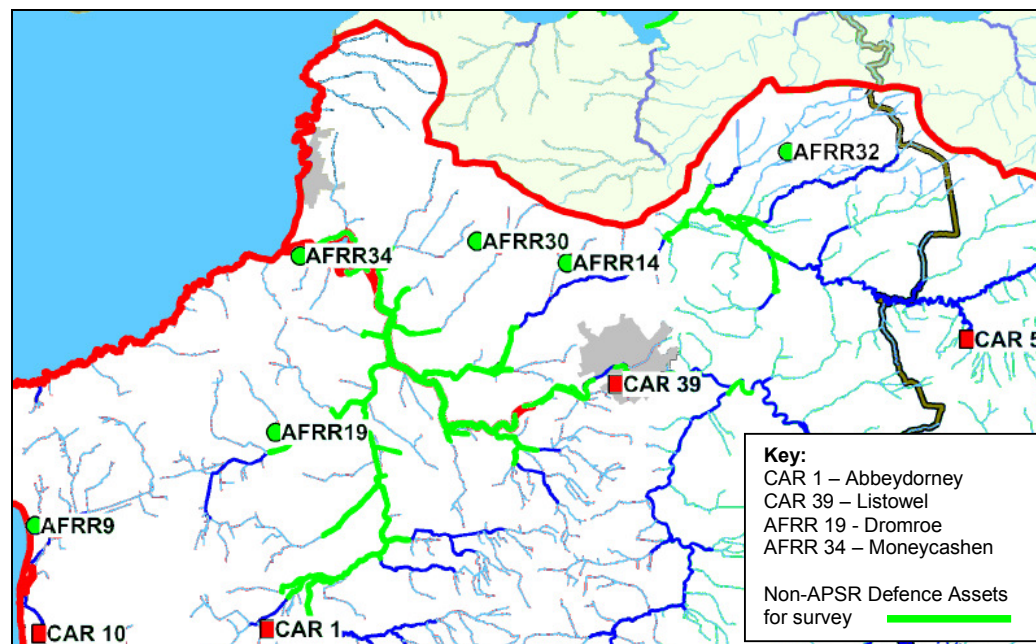 AFRR32
AFRR30
AFRR34
AFRR14
CAR 5
CAR 39
AFRR19
Key:
CAR 1 – Abbeydorney
CAR 39 – Listowel
AFRR 19 - Dromroe
AFRR 34 – Moneycashen
Non-APSR Defence Assets
for survey
AFRR9
CAR 10
CAR 1